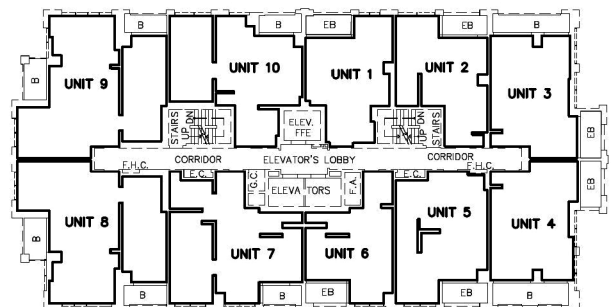 B B EB EB B
B UNIT 9 UNIT 10 UNIT 1 UNIT 2 UNIT 3
STAIRS UP DN ELEV. FFE STAIRS UP DN EB
CORRIDOR ELEVATOR'S LOBBY CORRIDOR
F.H.C. F.H.C.
E.C. G.C. ELEVATORS F.A. E.C. EB
B UNIT 8 UNIT 7 UNIT 6 UNIT 5 UNIT 4
B B EB EB B